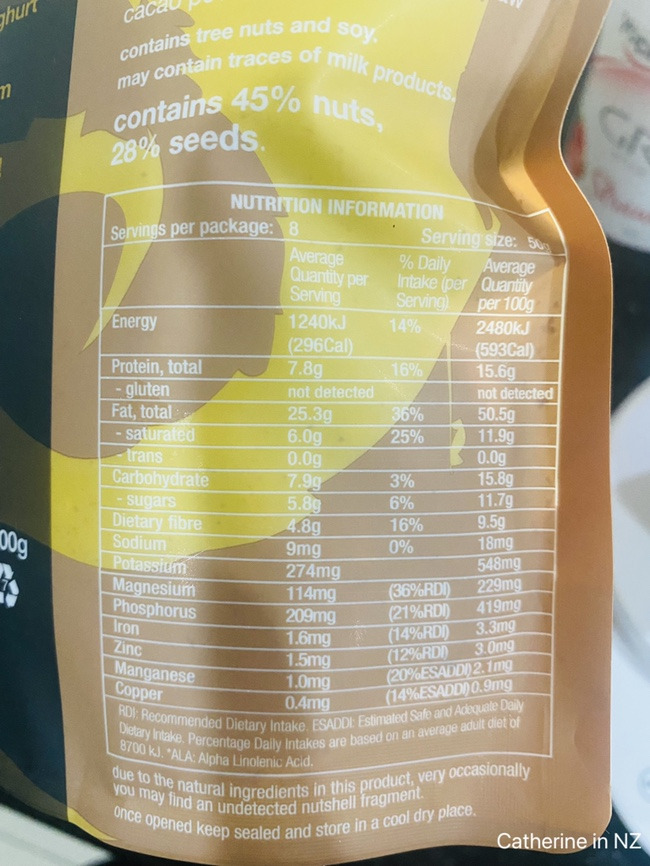 contains tree nuts and soy.
may contain traces of milk products.
contains 45% nuts,
28% seeds.
NUTRITION INFORMATION
Servings per package: 8 Serving size: 50g
Average Quantity per Serving % Daily Intake (per Serving) Average Quantity per 100g
Energy 1240kJ 14% 2480kJ
(296Cal) (593Cal)
Protein, total 7.8g 16% 15.6g
- gluten not detected not detected
Fat, total 25.3g 36% 50.5g
- saturated 6.0g 25% 11.9g
- trans 0.0g 0.0g
Carbohydrate 7.9g 3% 15.8g
- sugars 5.8g 6% 11.7g
Dietary fibre 4.8g 16% 9.5g
Sodium 9mg 0% 18mg
Potassium 274mg 548mg
Magnesium 114mg (36%RDI) 229mg
Phosphorus 209mg (21%RDI) 419mg
Iron 1.6mg (14%RDI) 3.3mg
Zinc 1.5mg (12%RDI) 3.0mg
Manganese 1.0mg (20%ESADDI) 2.1mg
Copper 0.4mg (14%ESADDI) 0.9mg
RDI: Recommended Dietary Intake. ESADDI: Estimated Safe and Adequate Daily
Dietary Intake. Percentage Daily Intakes are based on an average adult diet of
8700 kJ. *ALA: Alpha Linolenic Acid.
due to the natural ingredients in this product, very occasionally
you may find an undetected nutshell fragment.
once opened keep sealed and store in a cool dry place.
00g
7
Catherine in NZ